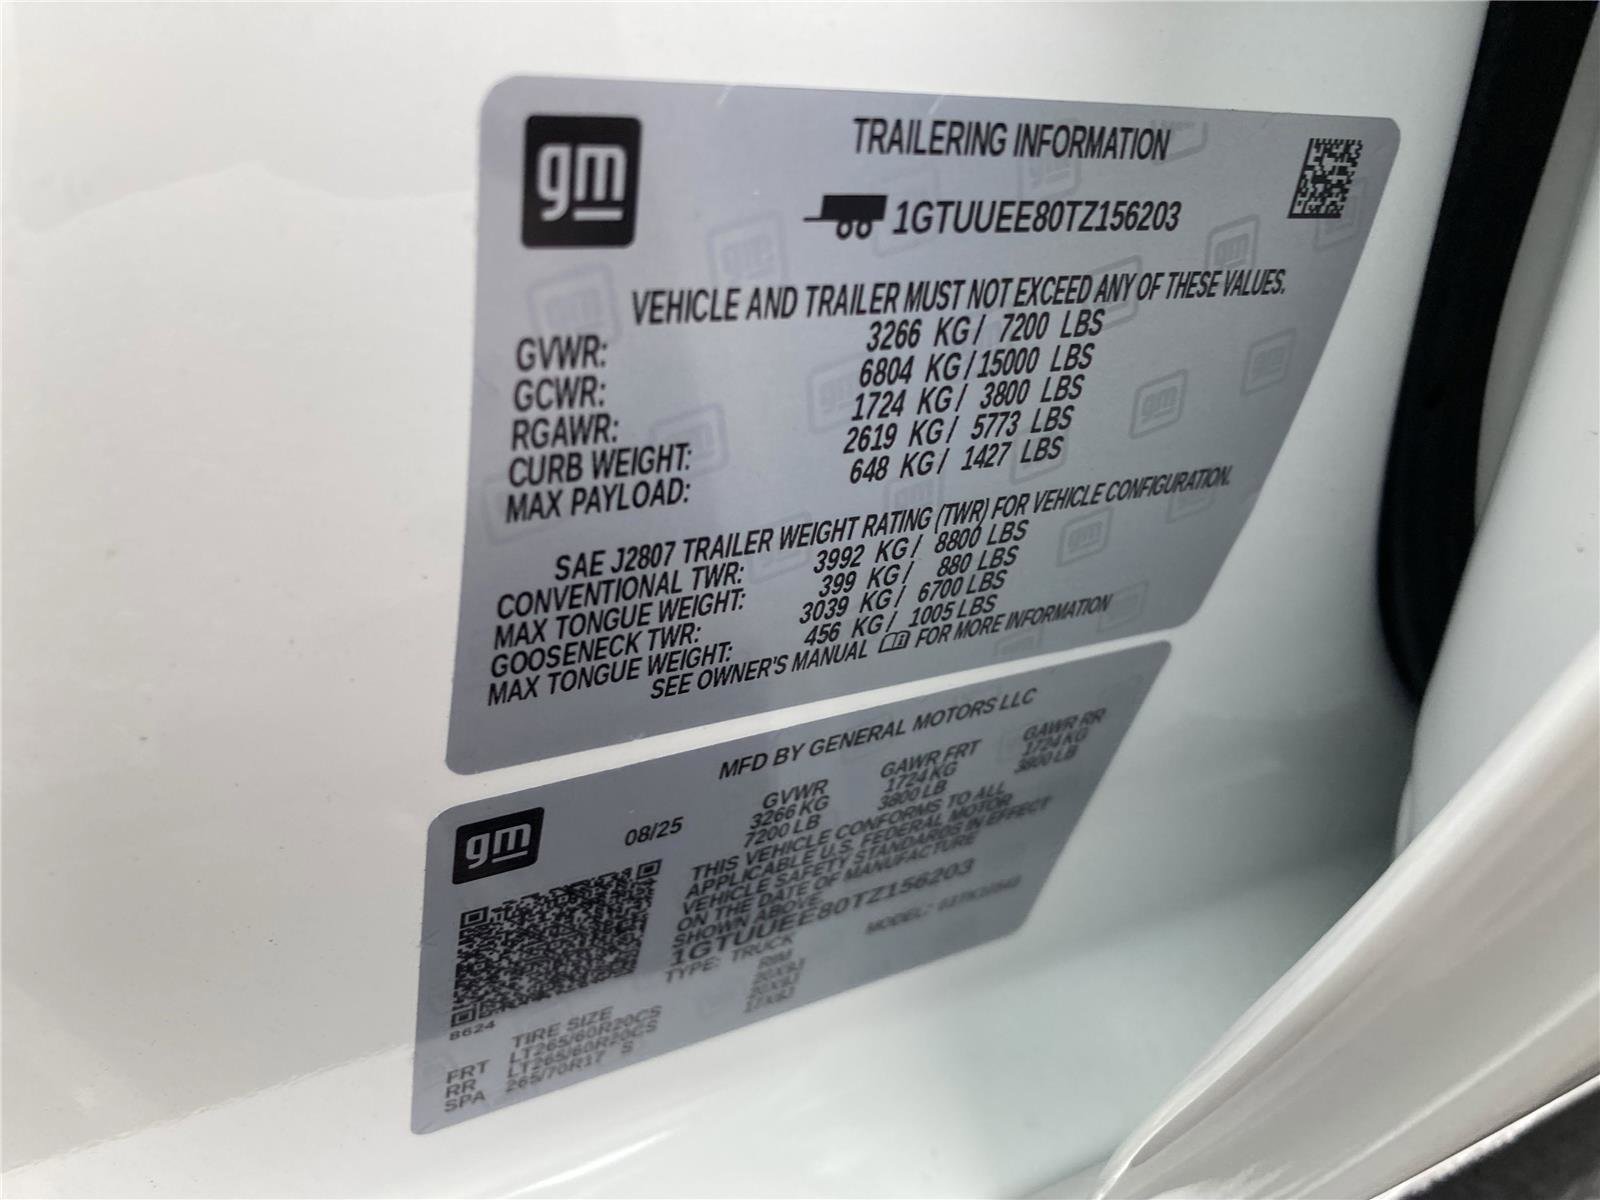 gm
TRAILERING INFORMATION
1GTUUEE80TZ156203
VEHICLE AND TRAILER MUST NOT EXCEED ANY OF THESE VALUES.
GVWR: 3266 KG / 7200 LBS
GCWR: 6804 KG / 15000 LBS
RGAWR: 1724 KG / 3800 LBS
CURB WEIGHT: 2619 KG / 5773 LBS
MAX PAYLOAD: 648 KG / 1427 LBS
SAE J2807 TRAILER WEIGHT RATING (TWR) FOR VEHICLE CONFIGURATION.
CONVENTIONAL TWR: 3992 KG / 8800 LBS
MAX TONGUE WEIGHT: 399 KG / 880 LBS
GOOSENECK TWR: 3039 KG / 6700 LBS
MAX TONGUE WEIGHT: 456 KG / 1005 LBS
SEE OWNER'S MANUAL FOR MORE INFORMATION
gm
MFD BY GENERAL MOTORS LLC
08/25
GVWR GAWR FRT GAWR RR
3266 KG 1724 KG 1724 KG
7200 LB 3800 LB 3800 LB
THIS VEHICLE CONFORMS TO ALL
APPLICABLE U.S. FEDERAL MOTOR
VEHICLE SAFETY STANDARDS IN EFFECT
ON THE DATE OF MANUFACTURE
SHOWN ABOVE.
1GTUUEE80TZ156203
TYPE: TRUCK MODEL:
8624
TIRE SIZE RIM
FRT LT265/60R20CS 20X9J
RR LT265/60R20CS 20X9J
SPA 265/70R17 S